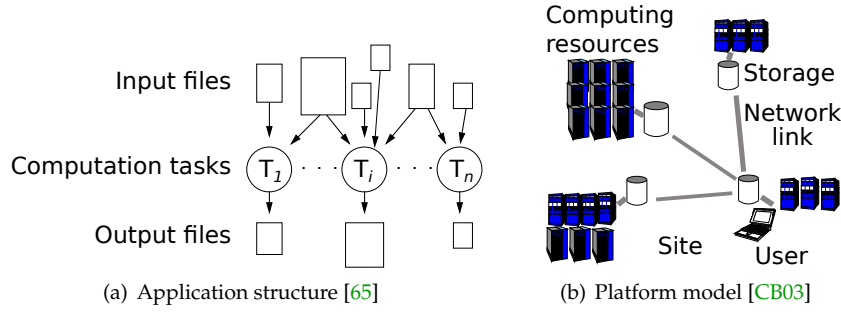 Input files
Computation tasks
T1 · · · Ti · · · Tn
Output files
(a) Application structure [65]
Computing
resources
Storage
Network
link
Site
User
(b) Platform model [CB03]